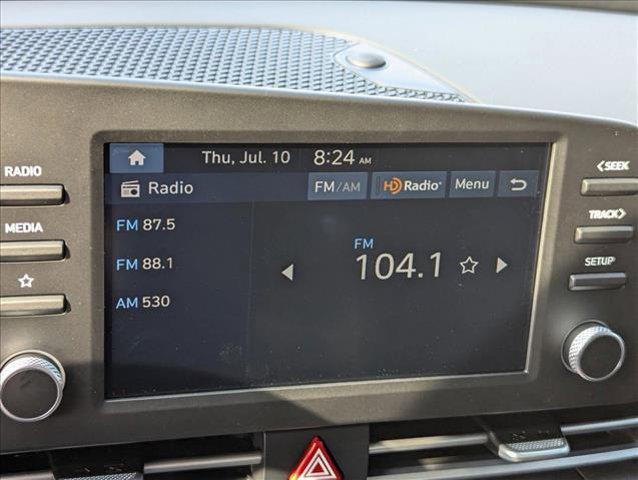 Thu, Jul. 10 8:24 AM
RADIO
MEDIA
Radio
FM/AM HD Radio Menu
FM 87.5
FM 88.1
AM 530
FM
104.1
<SEEK
TRACK>
SETUP